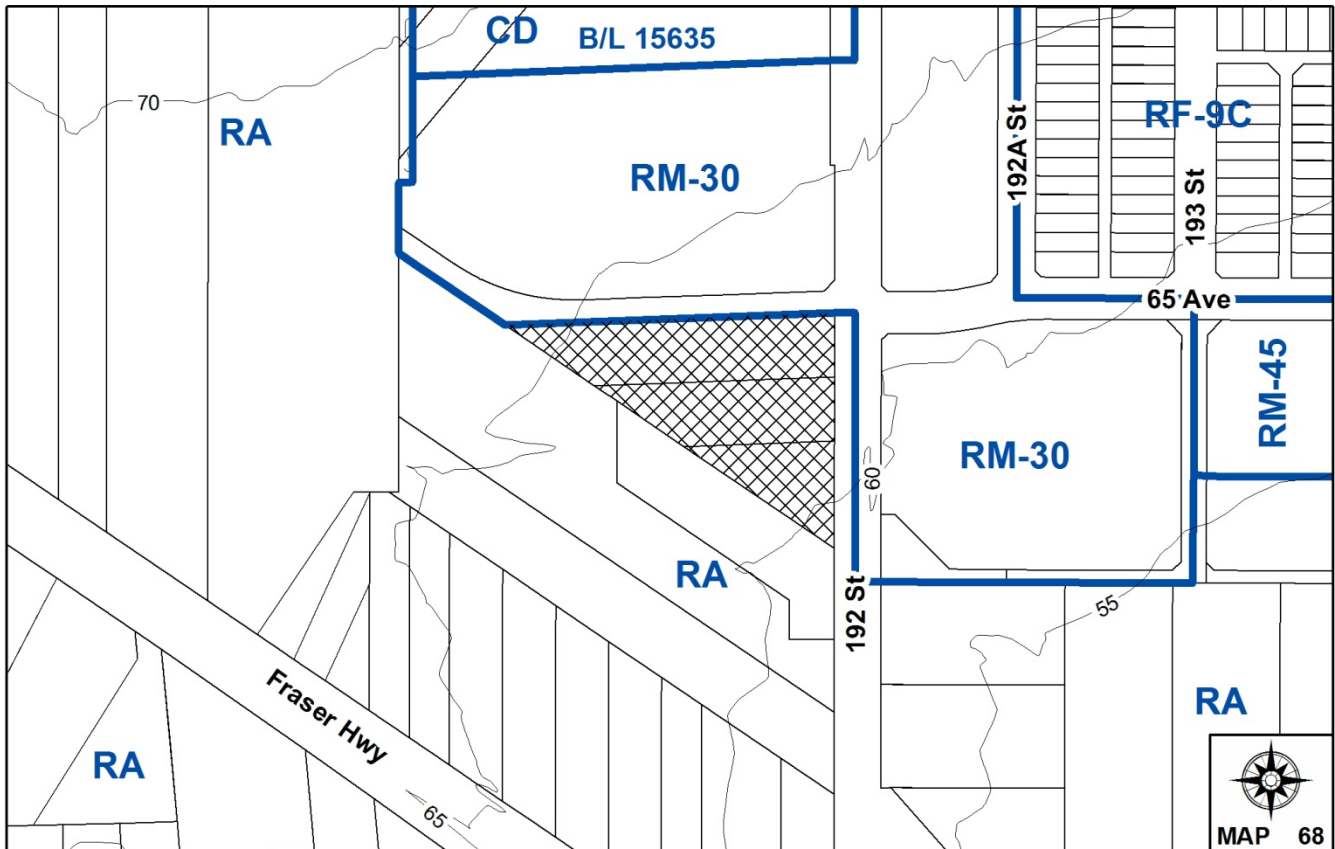 CD
B/L 15635
70
RA
RM-30
192A St
RF-9C
193 St
65 Ave
RM-45
RM-30
60
RA
192 St
55
Fraser Hwy
RA
RA
65
MAP 68